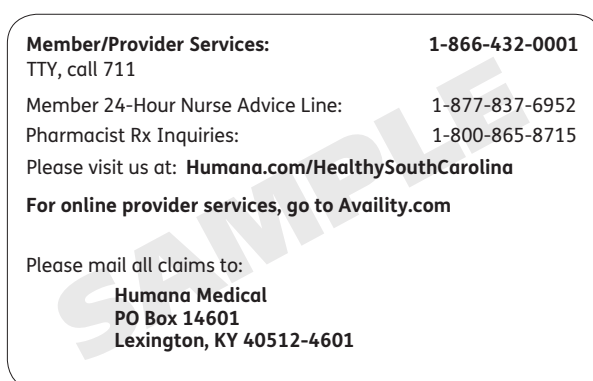 Member/Provider Services: 1-866-432-0001
TTY, call 711
Member 24-Hour Nurse Advice Line: 1-877-837-6952
Pharmacist Rx Inquiries: 1-800-865-8715
Please visit us at: Humana.com/HealthySouthCarolina
For online provider services, go to Availity.com
Please mail all claims to:
Humana Medical
PO Box 14601
Lexington, KY 40512-4601
SAMPLE